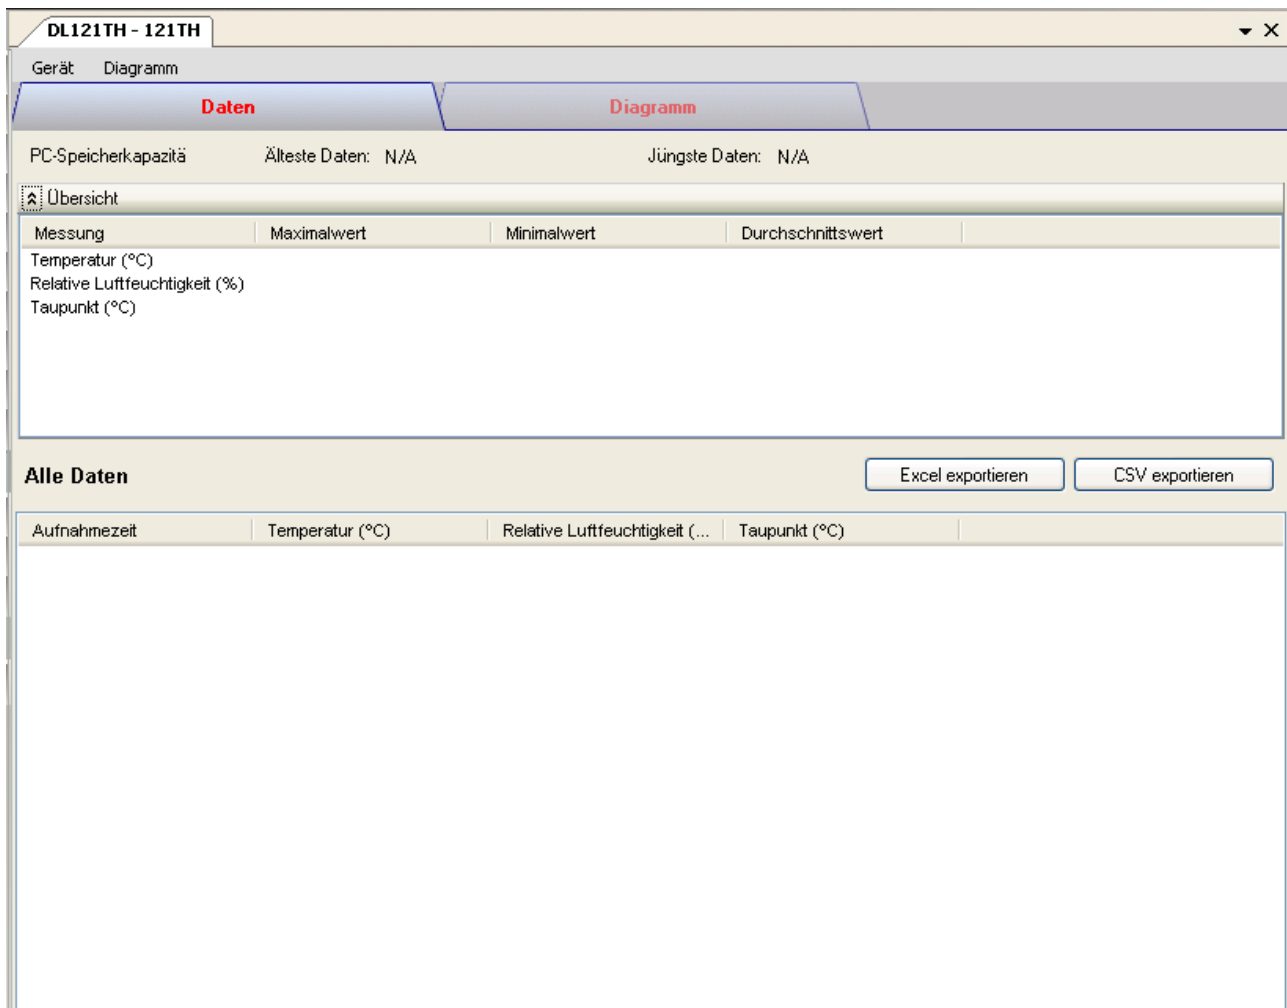 DL121TH - 121TH
Gerät Diagramm
Daten Diagramm
PC-Speicherkapazitä Älteste Daten: N/A Jüngste Daten: N/A
Übersicht
Messung Maximalwert Minimalwert Durchschnittswert
Temperatur (°C)
Relative Luftfeuchtigkeit (%)
Taupunkt (°C)
Alle Daten Excel exportieren CSV exportieren
Aufnahmezeit Temperatur (°C) Relative Luftfeuchtigkeit (... Taupunkt (°C)